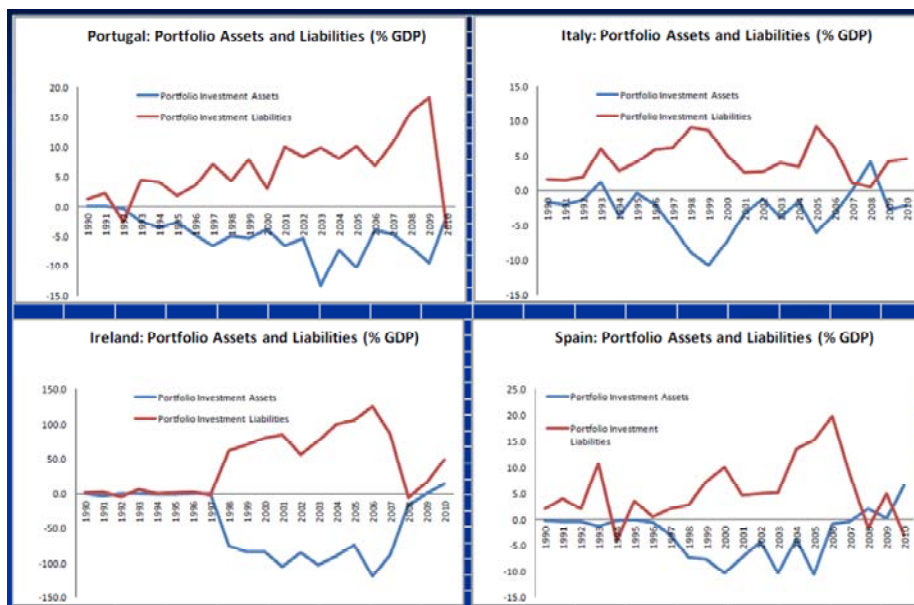 Portugal: Portfolio Assets and Liabilities (% GDP)
20.0
15.0
10.0
5.0
0.0
-5.0
-10.0
-15.0
Portfolio Investment Assets
Portfolio Investment Liabilities
1990 1991 1992 1993 1994 1995 1996 1997 1998 1999 2000 2001 2002 2003 2004 2005 2006 2007 2008 2009 2010
Italy: Portfolio Assets and Liabilities (% GDP)
15.0
10.0
5.0
0.0
-5.0
-10.0
-15.0
Portfolio Investment Assets
Portfolio Investment Liabilities
1990 1991 1992 1993 1994 1995 1996 1997 1998 1999 2000 2001 2002 2003 2004 2005 2006 2007 2008 2009 2010
Ireland: Portfolio Assets and Liabilities (% GDP)
150.0
100.0
50.0
0.0
-50.0
-100.0
-150.0
Portfolio Investment Assets
Portfolio Investment Liabilities
1990 1991 1992 1993 1994 1995 1996 1997 1998 1999 2000 2001 2002 2003 2004 2005 2006 2007 2008 2009 2010
Spain: Portfolio Assets and Liabilities (% GDP)
25.0
20.0
15.0
10.0
5.0
0.0
-5.0
-10.0
-15.0
Portfolio Investment Assets
Portfolio Investment
Liabilities
1990 1991 1992 1993 1994 1995 1996 1997 1998 1999 2000 2001 2002 2003 2004 2005 2006 2007 2008 2009 2010